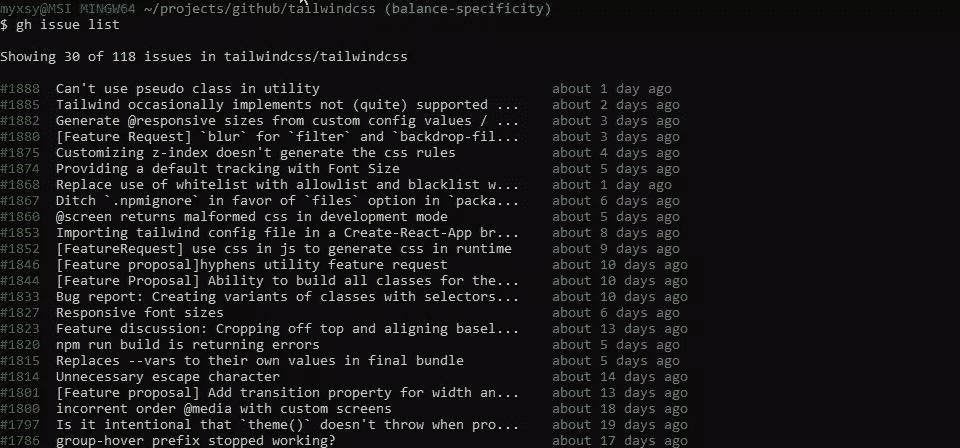 myxsy@MSI MINGW64 ~/projects/github/tailwindcss (balance-specificity)
$ gh issue list
Showing 30 of 118 issues in tailwindcss/tailwindcss
#1888 Can't use pseudo class in utility about 1 day ago
#1885 Tailwind occasionally implements not (quite) supported ... about 2 days ago
#1882 Generate @responsive sizes from custom config values / ... about 3 days ago
#1880 [Feature Request] `blur` for `filter` and `backdrop-fil... about 3 days ago
#1875 Customizing z-index doesn't generate the css rules about 4 days ago
#1874 Providing a default tracking with Font Size about 5 days ago
#1868 Replace use of whitelist with allowlist and blacklist w... about 1 day ago
#1867 Ditch `.npmignore` in favor of `files` option in `packa... about 6 days ago
#1860 @screen returns malformed css in development mode about 5 days ago
#1853 Importing tailwind config file in a Create-React-App br... about 8 days ago
#1852 [FeatureRequest] use css in js to generate css in runtime about 9 days ago
#1846 [Feature proposal]hyphens utility feature request about 10 days ago
#1844 [Feature Proposal] Ability to build all classes for the... about 10 days ago
#1833 Bug report: Creating variants of classes with selectors... about 10 days ago
#1827 Responsive font sizes about 6 days ago
#1823 Feature discussion: Cropping off top and aligning basel... about 13 days ago
#1820 npm run build is returning errors about 5 days ago
#1815 Replaces --vars to their own values in final bundle about 5 days ago
#1814 Unnecessary escape character about 14 days ago
#1801 [Feature proposal] Add transition property for width an... about 13 days ago
#1800 incorrent order @media with custom screens about 18 days ago
#1797 Is it intentional that `theme()` doesn't throw when pro... about 19 days ago
#1786 group-hover prefix stopped working? about 17 days ago